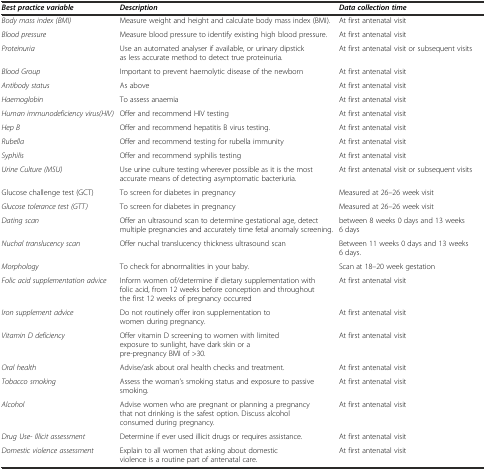 Best practice variable Description Data collection time
Body mass index (BMI) Measure weight and height and calculate body mass index (BMI). At first antenatal visit
Blood pressure Measure blood pressure to identify existing high blood pressure. At first antenatal visit
Proteinuria Use an automated analyser if available, or urinary dipstick At first antenatal visit or subsequent visits
as less accurate method to detect true proteinuria.
Blood Group Important to prevent haemolytic disease of the newborn At first antenatal visit
Antibody status As above At first antenatal visit
Haemoglobin To assess anaemia At first antenatal visit
Human immunodeficiency virus(HIV) Offer and recommend HIV testing At first antenatal visit
Hep B Offer and recommend hepatitis B virus testing. At first antenatal visit
Rubella Offer and recommend testing for rubella immunity At first antenatal visit
Syphilis Offer and recommend syphilis testing At first antenatal visit
Urine Culture (MSU) Use urine culture testing wherever possible as it is the most At first antenatal visit or subsequent visits
accurate means of detecting asymptomatic bacteriuria.
Glucose challenge test (GCT) To screen for diabetes in pregnancy Measured at 26–26 week visit
Glucose tolerance test (GTT) To screen for diabetes in pregnancy Measured at 26–26 week visit
Dating scan Offer an ultrasound scan to determine gestational age, detect between 8 weeks 0 days and 13 weeks
multiple pregnancies and accurately time fetal anomaly screening. 6 days
Nuchal translucency scan Offer nuchal translucency thickness ultrasound scan Between 11 weeks 0 days and 13 weeks
6 days.
Morphology To check for abnormalities in your baby. Scan at 18–20 week gestation
Folic acid supplementation advice Inform women of/determine if dietary supplementation with At first antenatal visit
folic acid, from 12 weeks before conception and throughout
the first 12 weeks of pregnancy occurred
Iron supplement advice Do not routinely offer iron supplementation to At first antenatal visit
women during pregnancy.
Vitamin D deficiency Offer vitamin D screening to women with limited At first antenatal visit
exposure to sunlight, have dark skin or a
pre-pregnancy BMI of >30.
Oral health Advise/ask about oral health checks and treatment. At first antenatal visit
Tobacco smoking Assess the woman's smoking status and exposure to passive At first antenatal visit
smoking.
Alcohol Advise women who are pregnant or planning a pregnancy At first antenatal visit
that not drinking is the safest option. Discuss alcohol
consumed during pregnancy.
Drug Use- Illicit assessment Determine if ever used illicit drugs or requires assistance. At first antenatal visit
Domestic violence assessment Explain to all women that asking about domestic At first antenatal visit
violence is a routine part of antenatal care.